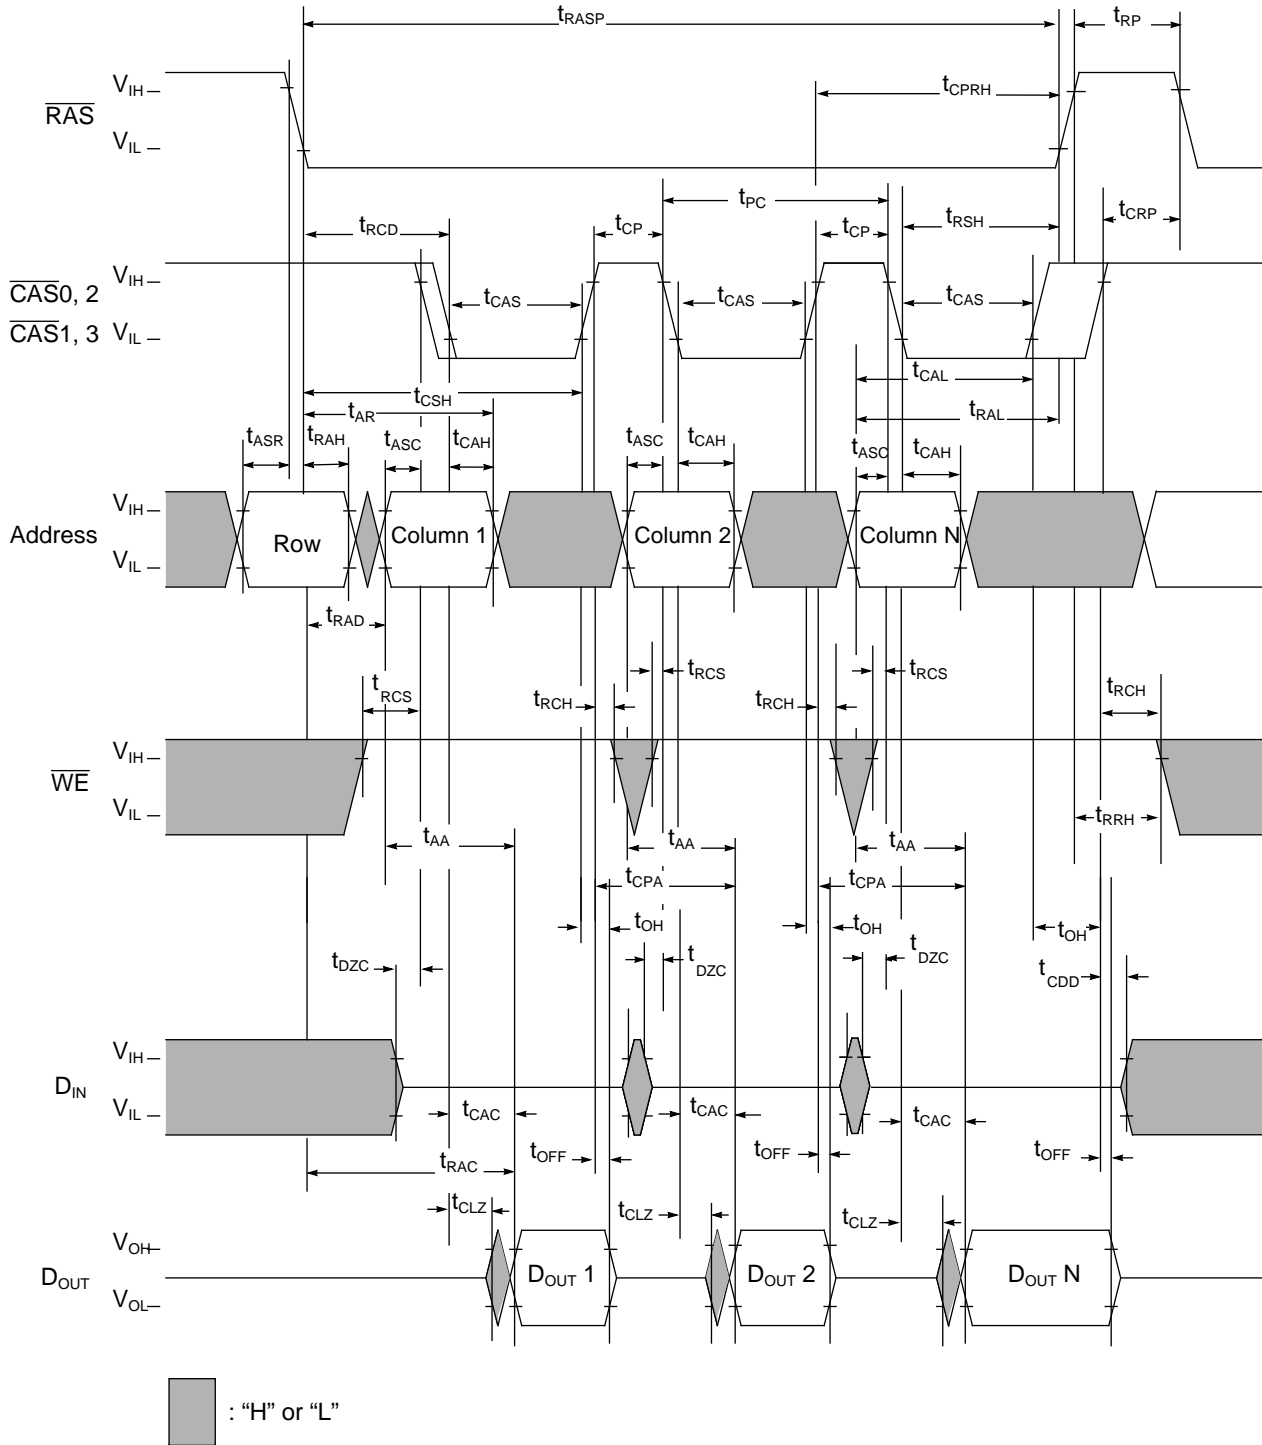 tRASP
tRP
VIH
tCPRH
RAS
VIL
tPC
tRCD
tCP
tCP
tRSH
tCRP
VIH
CAS0, 2
tCAS
tCAS
tCAS
CAS1, 3
VIL
tCAL
tCSH
tAR
tRAL
tASR
tRAH
tASC
tCAH
tASC
tCAH
tASC
tCAH
VIH
Address
Row
Column 1
Column 2
Column N
VIL
tRAD
tRCS
tRCS
tRCS
tRCH
tRCH
tRCH
VIH
WE
VIL
tRRH
tAA
tAA
tAA
tCPA
tCPA
tOH
tOH
tOH
tDZC
tDZC
tDZC
tCDD
VIH
DIN
VIL
tCAC
tCAC
tCAC
tOFF
tOFF
tOFF
tRAC
tCLZ
tCLZ
tCLZ
VOH
DOUT
DOUT 1
DOUT 2
DOUT N
VOL
: “H” or “L”